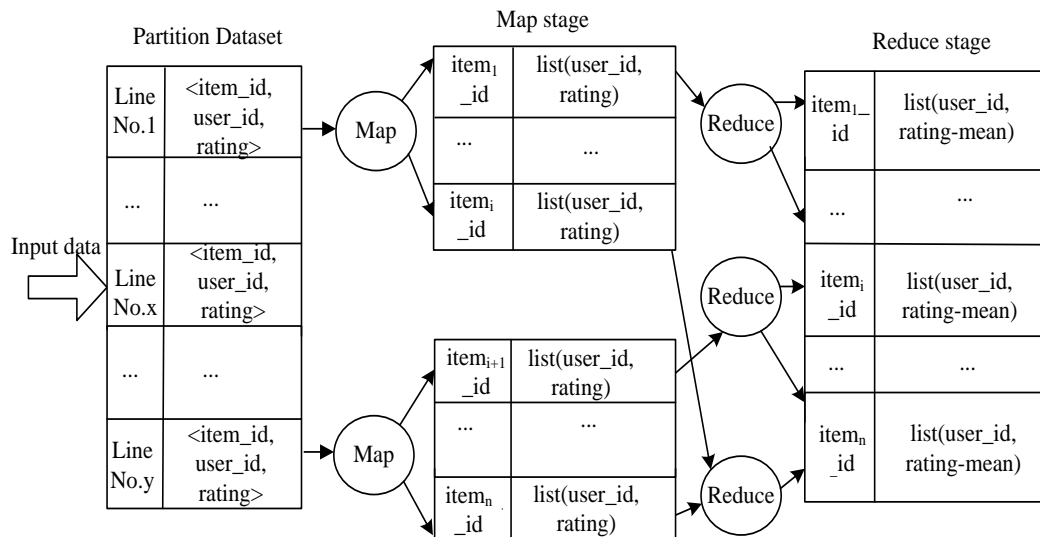 Map stage
Partition Dataset
Reduce stage
Input data
Line
No.1
<item_id,
user_id,
rating>
...
...
Line
No.x
<item_id,
user_id,
rating>
...
...
Line
No.y
<item_id,
user_id,
rating>
Map
Map
item1
_id
list(user_id,
rating)
...
...
itemi
_id
list(user_id,
rating)
itemi+1
_id
list(user_id,
rating)
...
...
itemn
_id
list(user_id,
rating)
Reduce
Reduce
Reduce
item1_
id
list(user_id,
rating-mean)
...
...
itemi
_id
list(user_id,
rating-mean)
...
...
itemn
_id
list(user_id,
rating-mean)